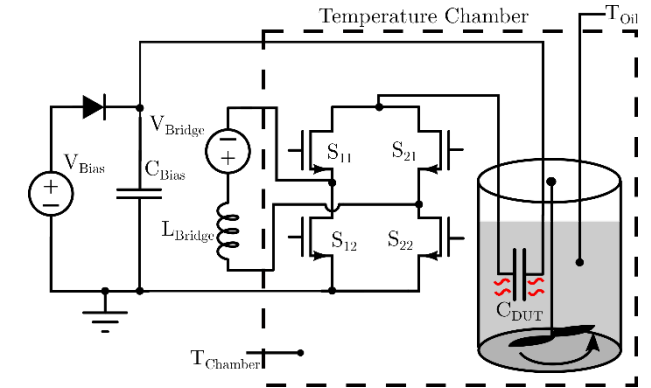 Temperature Chamber
T_Oil
V_Bridge
V_Bias
C_Bias
S_11
S_21
L_Bridge
S_12
S_22
C_DUT
T_Chamber